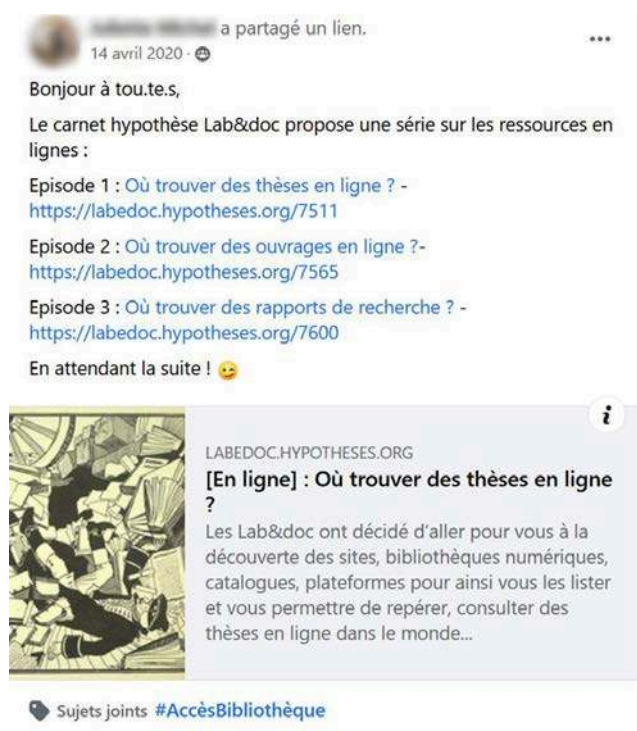 a partagé un lien.
14 avril 2020 ·
Bonjour à tou.te.s,
Le carnet hypothèse Lab&doc propose une série sur les ressources en
lignes :
Episode 1 : Où trouver des thèses en ligne ? -
https://labedoc.hypotheses.org/7511
Episode 2 : Où trouver des ouvrages en ligne ?-
https://labedoc.hypotheses.org/7565
Episode 3 : Où trouver des rapports de recherche ? -
https://labedoc.hypotheses.org/7600
En attendant la suite ! 😉
LABEDOC.HYPOTHESES.ORG
[En ligne] : Où trouver des thèses en ligne
?
Les Lab&doc ont décidé d'aller pour vous à la
découverte des sites, bibliothèques numériques,
catalogues, plateformes pour ainsi vous les lister
et vous permettre de repérer, consulter des
thèses en ligne dans le monde...
Sujets joints #AccèsBibliothèque